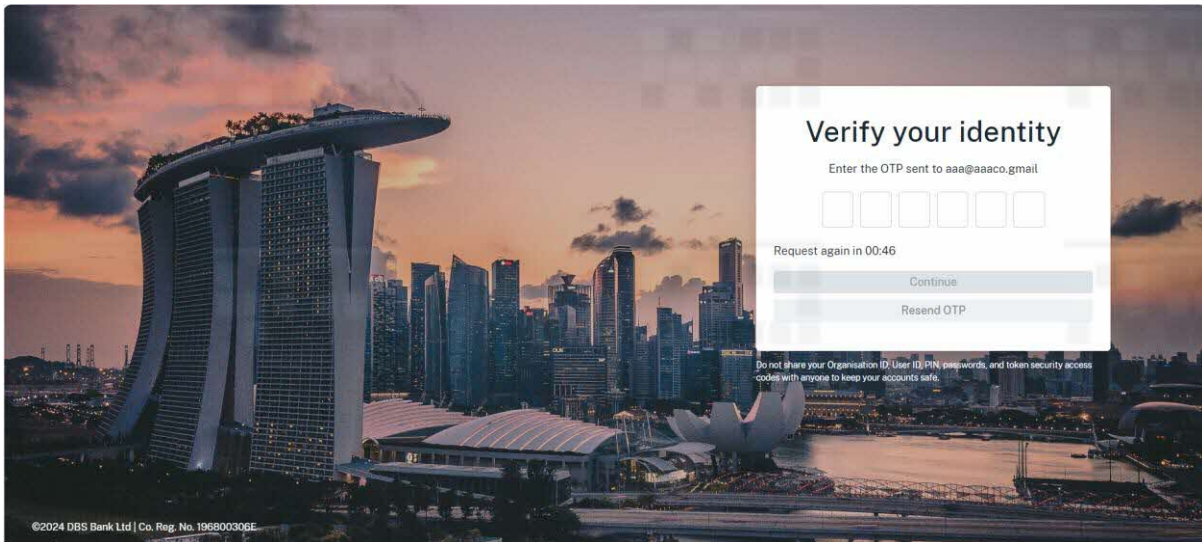 Verify your identity
Enter the OTP sent to aaa@aaaco.gmail
Request again in 00:46
Continue
Resend OTP
Do not share your Organisation ID, User ID, PIN, passwords, and token security access
codes with anyone to keep your accounts safe.
©2024 DBS Bank Ltd | Co. Reg. No. 196800306E